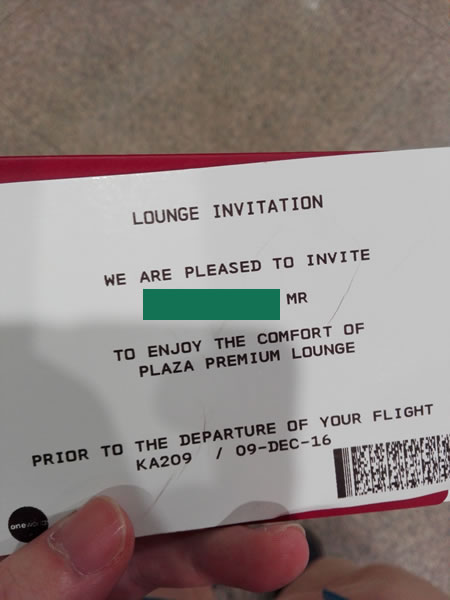 LOUNGE INVITATION
WE ARE PLEASED TO INVITE
MR
TO ENJOY THE COMFORT OF
PLAZA PREMIUM LOUNGE
PRIOR TO THE DEPARTURE OF YOUR FLIGHT
KA209 / 09-DEC-16
oneworld